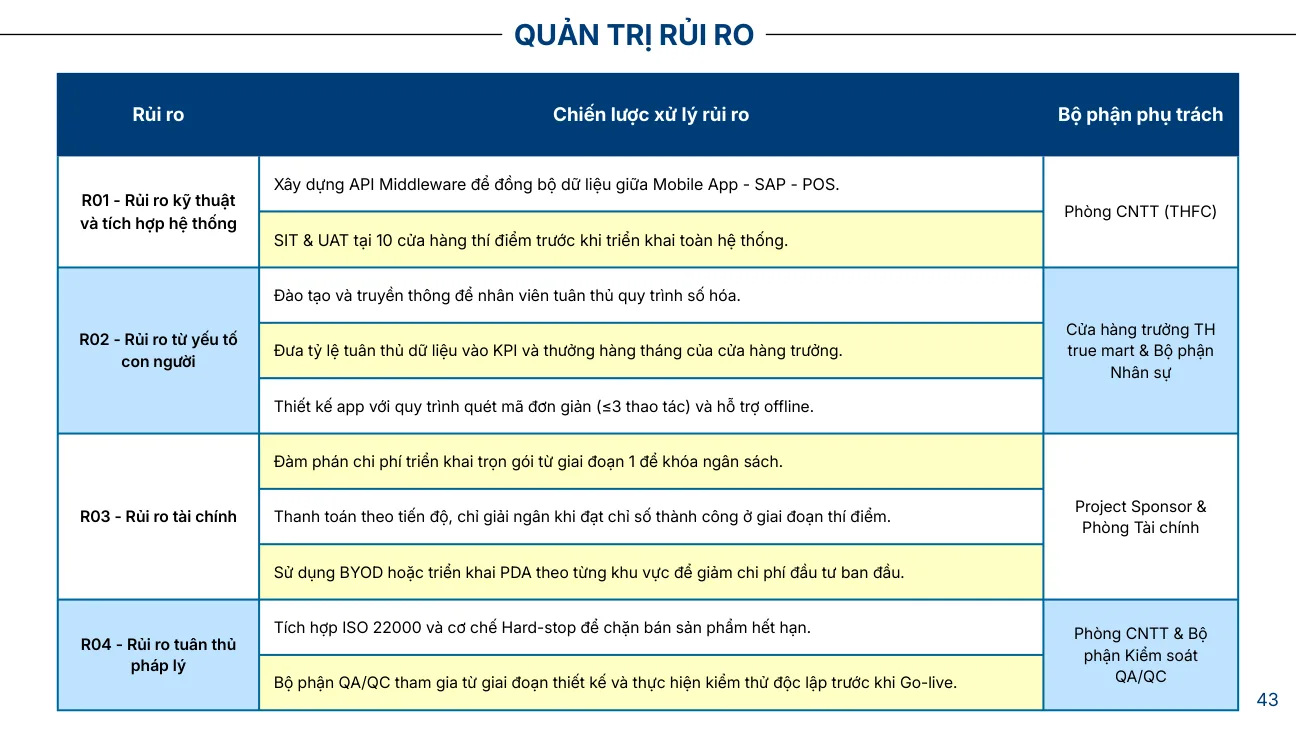 QUẢN TRỊ RỦI RO
Rủi ro
Chiến lược xử lý rủi ro
Bộ phận phụ trách
R01 - Rủi ro kỹ thuật
và tích hợp hệ thống
Xây dựng API Middleware để đồng bộ dữ liệu giữa Mobile App - SAP - POS.
SIT & UAT tại 10 cửa hàng thí điểm trước khi triển khai toàn hệ thống.
Phòng CNTT (THFC)
R02 - Rủi ro từ yếu tố
con người
Đào tạo và truyền thông để nhân viên tuân thủ quy trình số hóa.
Đưa tỷ lệ tuân thủ dữ liệu vào KPI và thưởng hàng tháng của cửa hàng trưởng.
Thiết kế app với quy trình quét mã đơn giản (≤3 thao tác) và hỗ trợ offline.
Cửa hàng trưởng TH
true mart & Bộ phận
Nhân sự
R03 - Rủi ro tài chính
Đàm phán chi phí triển khai trọn gói từ giai đoạn 1 để khóa ngân sách.
Thanh toán theo tiến độ, chỉ giải ngân khi đạt chỉ số thành công ở giai đoạn thí điểm.
Sử dụng BYOD hoặc triển khai PDA theo từng khu vực để giảm chi phí đầu tư ban đầu.
Project Sponsor &
Phòng Tài chính
R04 - Rủi ro tuân thủ
pháp lý
Tích hợp ISO 22000 và cơ chế Hard-stop để chặn bán sản phẩm hết hạn.
Bộ phận QA/QC tham gia từ giai đoạn thiết kế và thực hiện kiểm thử độc lập trước khi Go-live.
Phòng CNTT & Bộ
phận Kiểm soát
QA/QC
43